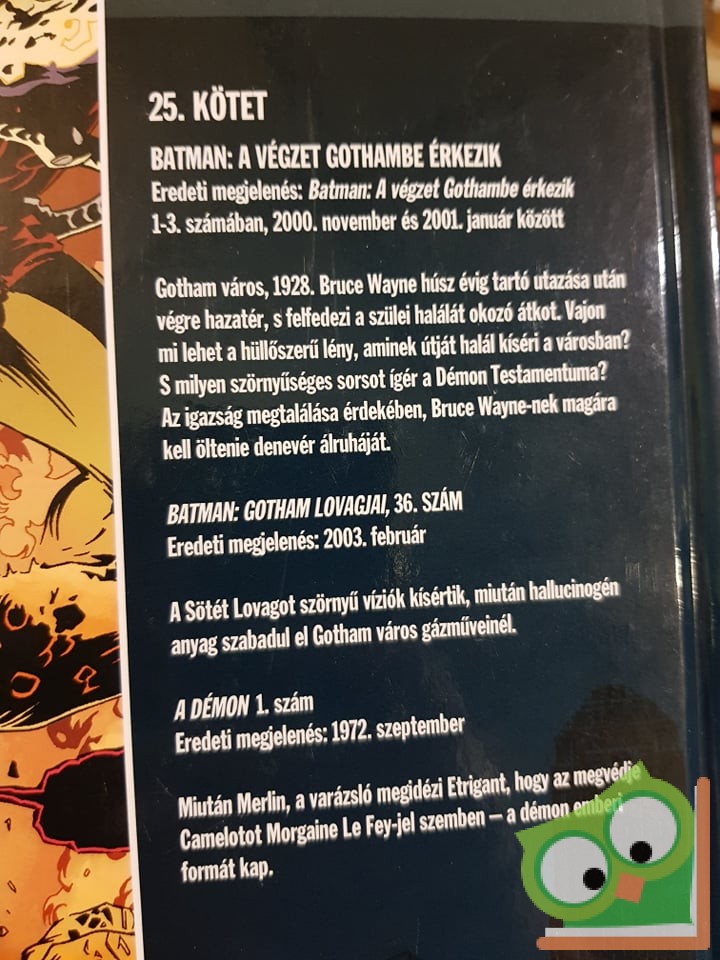 25. KÖTET
BATMAN: A VÉGZET GOTHAMBE ÉRKEZIK
Eredeti megjelenés: Batman: A végzet Gothambe érkezik
1-3. számában, 2000. november és 2001. január között
Gotham város, 1928. Bruce Wayne húsz évig tartó utazása után
végre hazatér, s felfedezi a szülei halálát okozó átkot. Vajon
mi lehet a hüllőszerű lény, aminek útját halál kíséri a városban?
S milyen szörnyűséges sorsot ígér a Démon Testamentuma?
Az igazság megtalálása érdekében, Bruce Wayne-nek magára
kell öltenie denevér álruháját.
BATMAN: GOTHAM LOVAGJAI, 36. SZÁM
Eredeti megjelenés: 2003. február
A Sötét Lovagot szörnyű víziók kísértik, miután hallucinogén
anyag szabadul el Gotham város gázműveinél.
A DÉMON 1. szám
Eredeti megjelenés: 1972. szeptember
Miután Merlin, a varázsló megidézi Etrigant, hogy az megvédje
Camelotot Morgaine Le Fey-jel szemben – a démon emberi
formát kap.